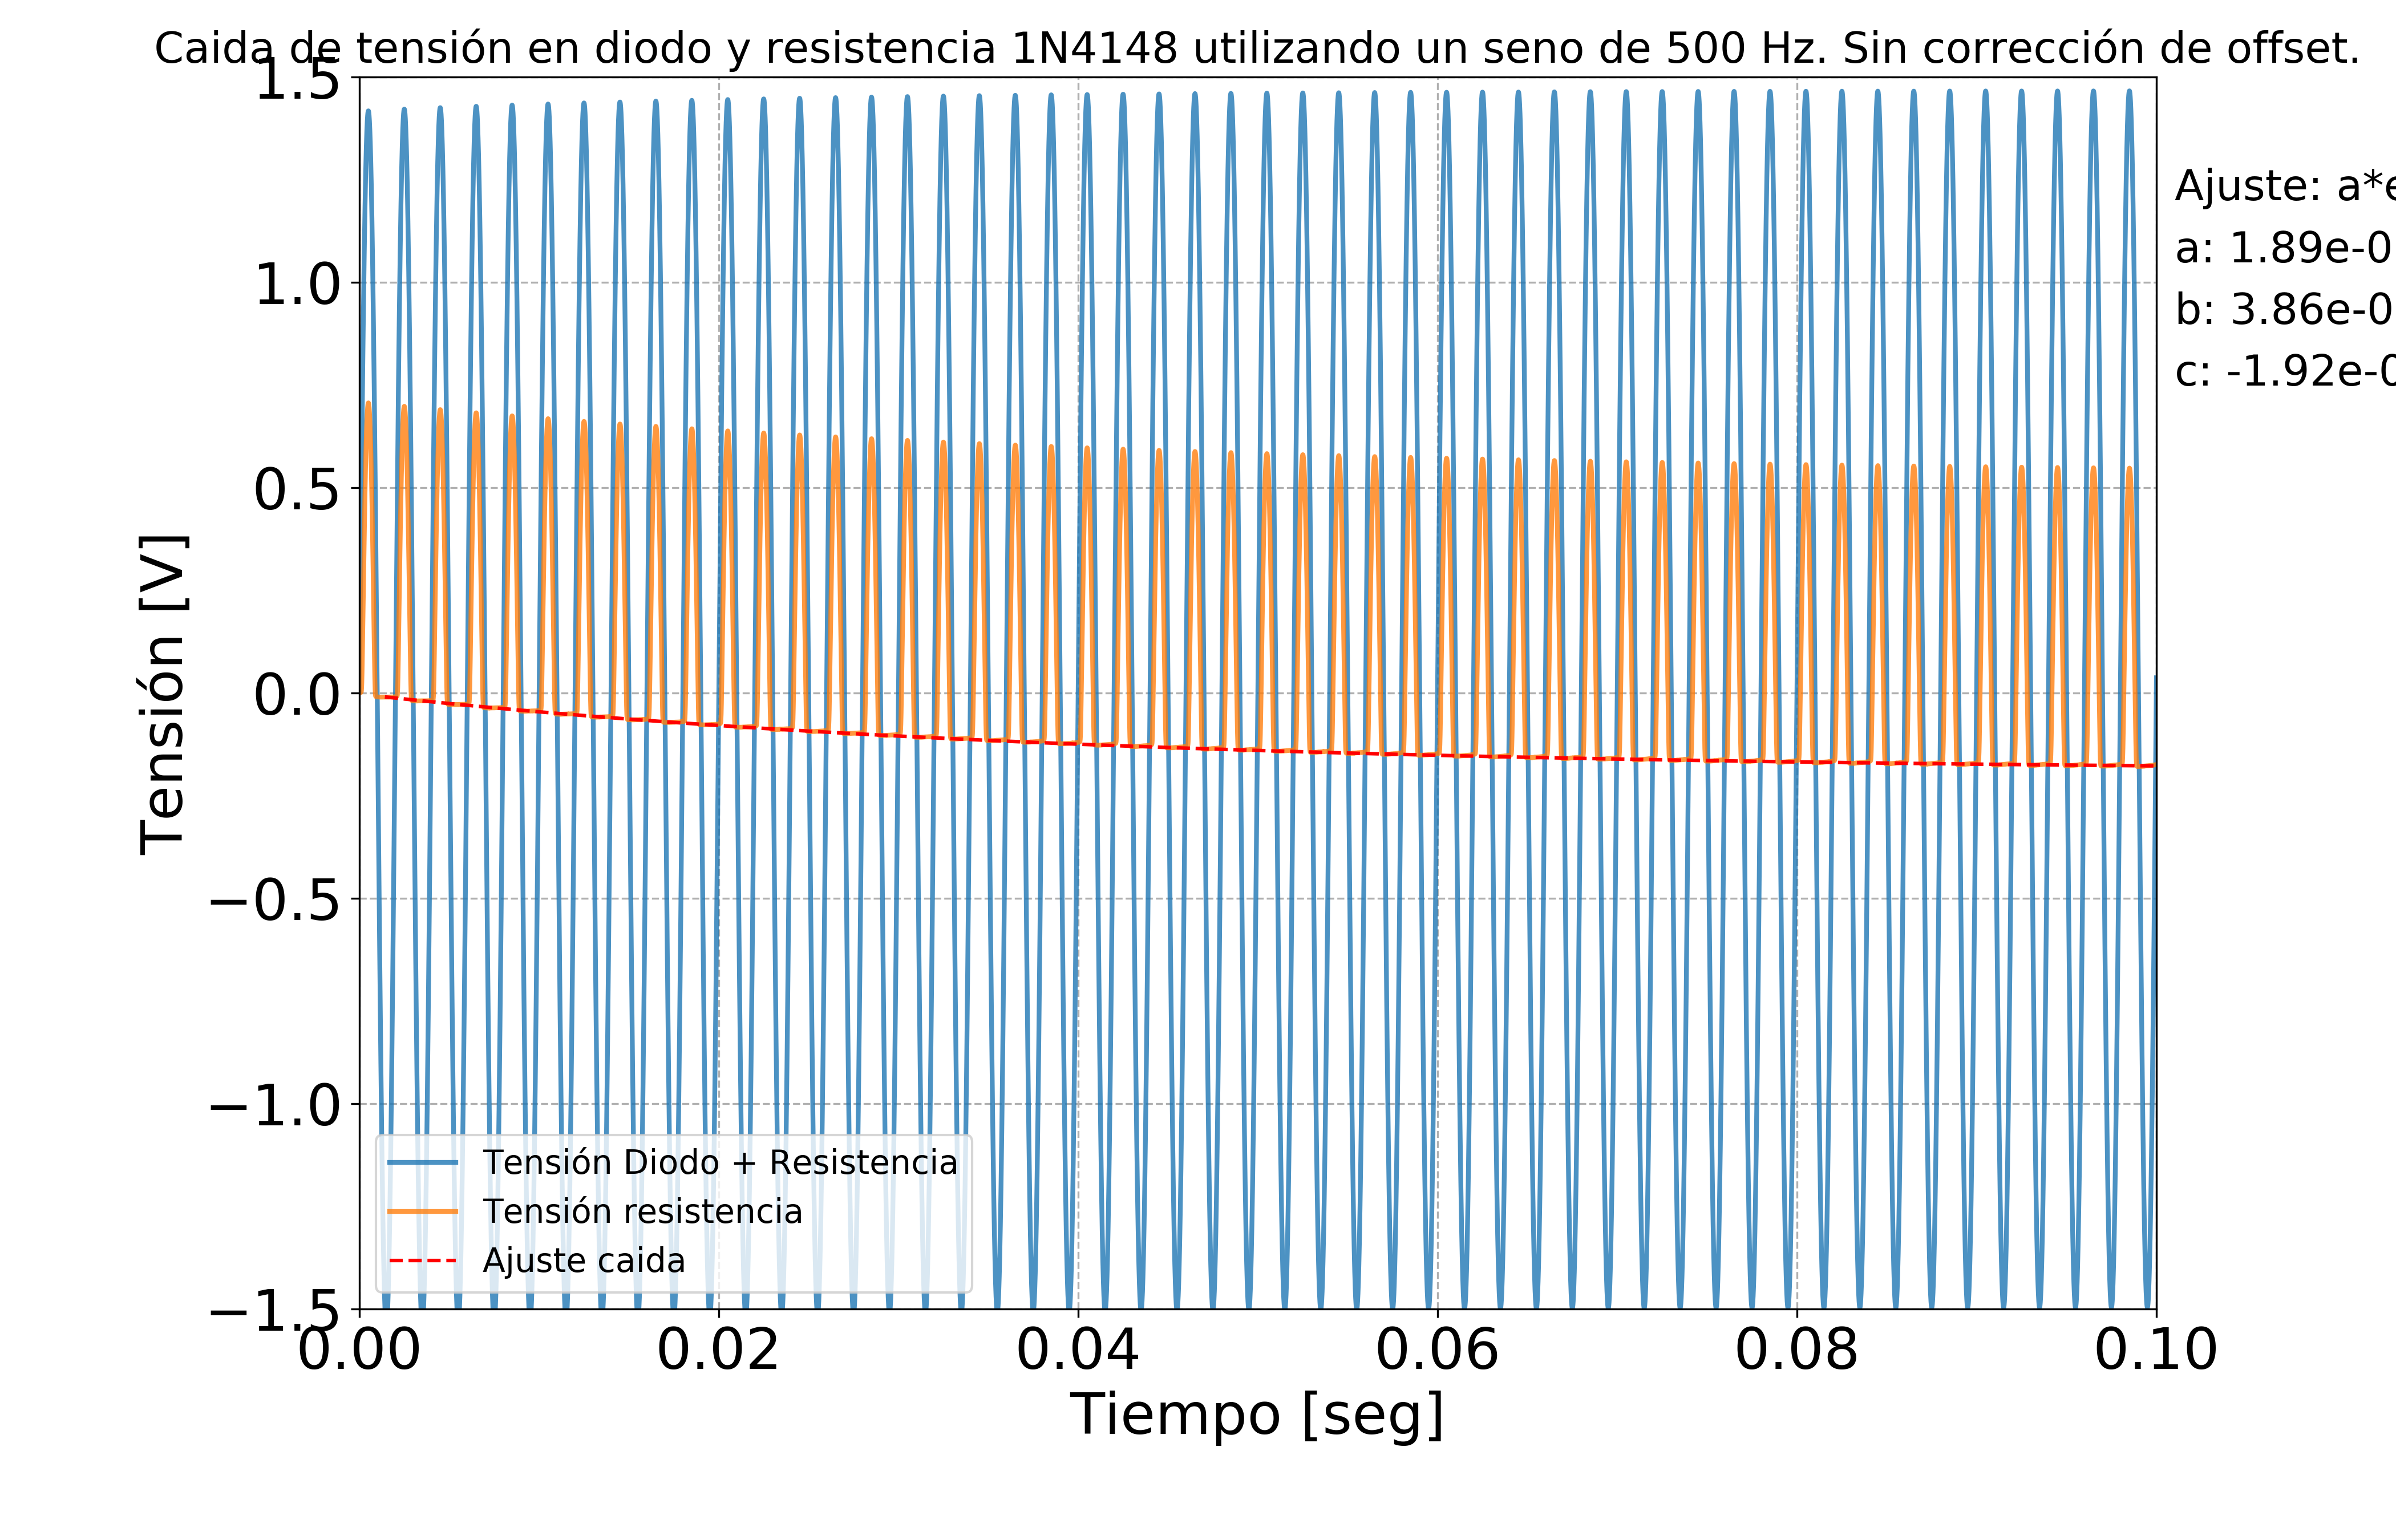 Caida de tensión en diodo y resistencia 1N4148 utilizando un seno de 500 Hz. Sin corrección de offset.
1.5
1.0
0.5
0.0
−0.5
−1.0
−1.5
Tensión [V]
Ajuste: a*e
a: 1.89e-0
b: 3.86e-0
c: -1.92e-0
Tensión Diodo + Resistencia
Tensión resistencia
Ajuste caida
0.00 0.02 0.04 0.06 0.08 0.10
Tiempo [seg]